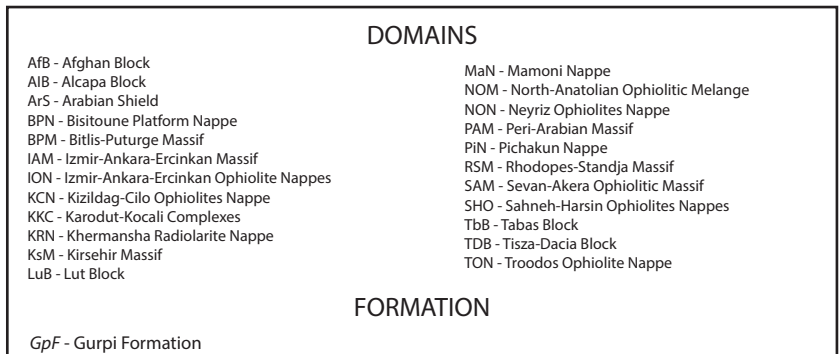 DOMAINS
AfB - Afghan Block
AlB - Alcapa Block
ArS - Arabian Shield
BPN - Bisitoune Platform Nappe
BPM - Bitlis-Puturge Massif
IAM - Izmir-Ankara-Ercinkan Massif
ION - Izmir-Ankara-Ercinkan Ophiolite Nappes
KCN - Kizildag-Cilo Ophiolites Nappe
KKC - Karodut-Kocali Complexes
KRN - Khermansha Radiolarite Nappe
KsM - Kirsehir Massif
LuB - Lut Block
MaN - Mamoni Nappe
NOM - North-Anatolian Ophiolitic Melange
NON - Neyriz Ophiolites Nappe
PAM - Peri-Arabian Massif
PiN - Pichakun Nappe
RSM - Rhodopes-Standja Massif
SAM - Sevan-Akera Ophiolitic Massif
SHO - Sahneh-Harsin Ophiolites Nappes
TbB - Tabas Block
TDB - Tisza-Dacia Block
TON - Troodos Ophiolite Nappe
FORMATION
GpF - Gurpi Formation